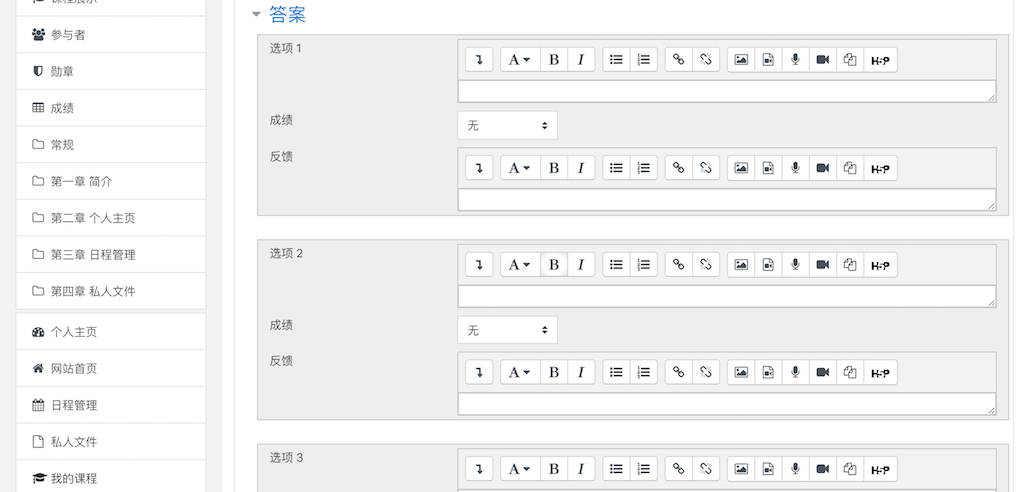 参与者
勋章
成绩
常规
第一章 简介
第二章 个人主页
第三章 日程管理
第四章 私人文件
个人主页
网站首页
日程管理
私人文件
我的课程
答案
选项 1
A B I
H-P
成绩
无
反馈
A B I
H-P
选项 2
A B I
H-P
成绩
无
反馈
A B I
H-P
选项 3
A B I
H-P